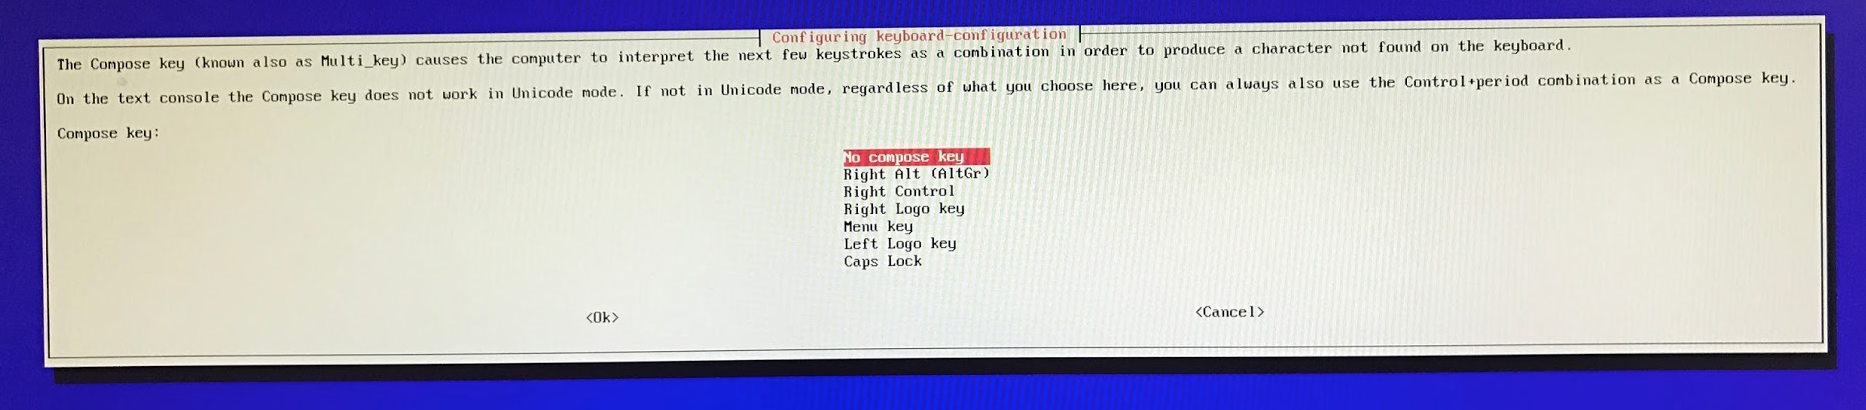 Configuring keyboard-configuration
The Compose key (known also as Multi_key) causes the computer to interpret the next few keystrokes as a combination in order to produce a character not found on the keyboard.
On the text console the Compose key does not work in Unicode mode. If not in Unicode mode, regardless of what you choose here, you can always also use the Control+period combination as a Compose key.
Compose key:
No compose key
Right Alt (AltGr)
Right Control
Right Logo key
Menu key
Left Logo key
Caps Lock
<Ok> <Cancel>